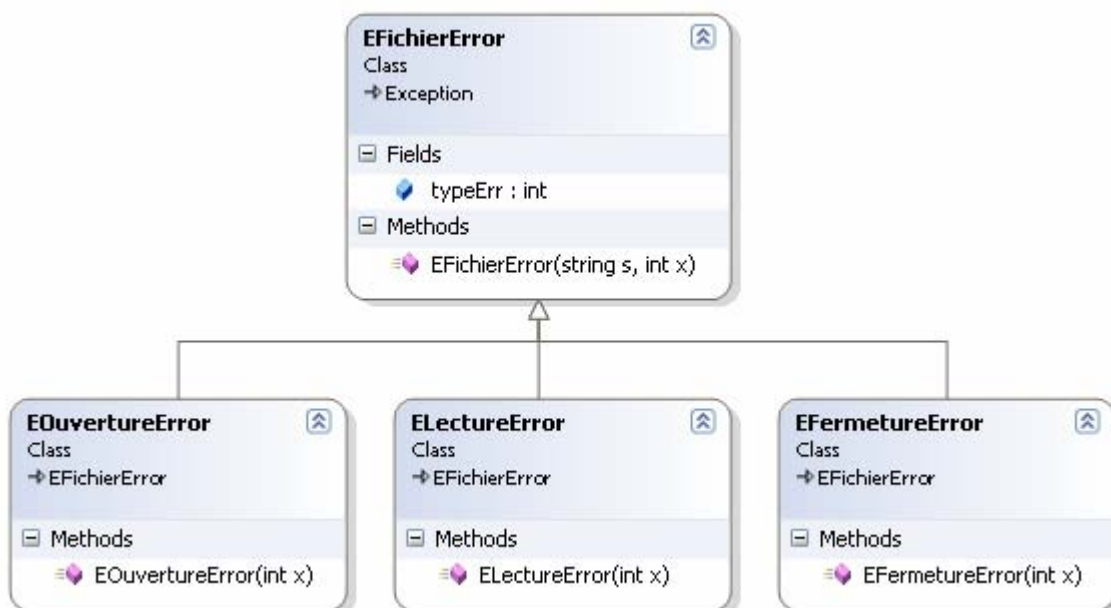 EFichierError
Class
Exception
Fields
typeErr : int
Methods
EFichierError(string s, int x)
EOuvertureError
Class
EFichierError
Methods
EOuvertureError(int x)
ELectureError
Class
EFichierError
Methods
ELectureError(int x)
EFermetureError
Class
EFichierError
Methods
EFermetureError(int x)